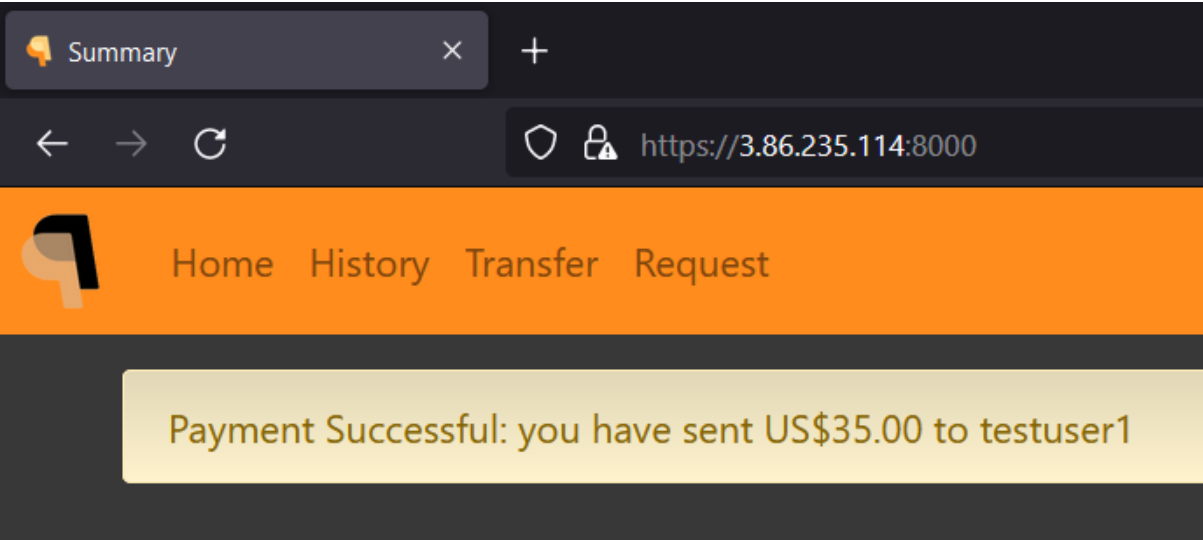 Summary
https://3.86.235.114:8000
Home History Transfer Request
Payment Successful: you have sent US$35.00 to testuser1